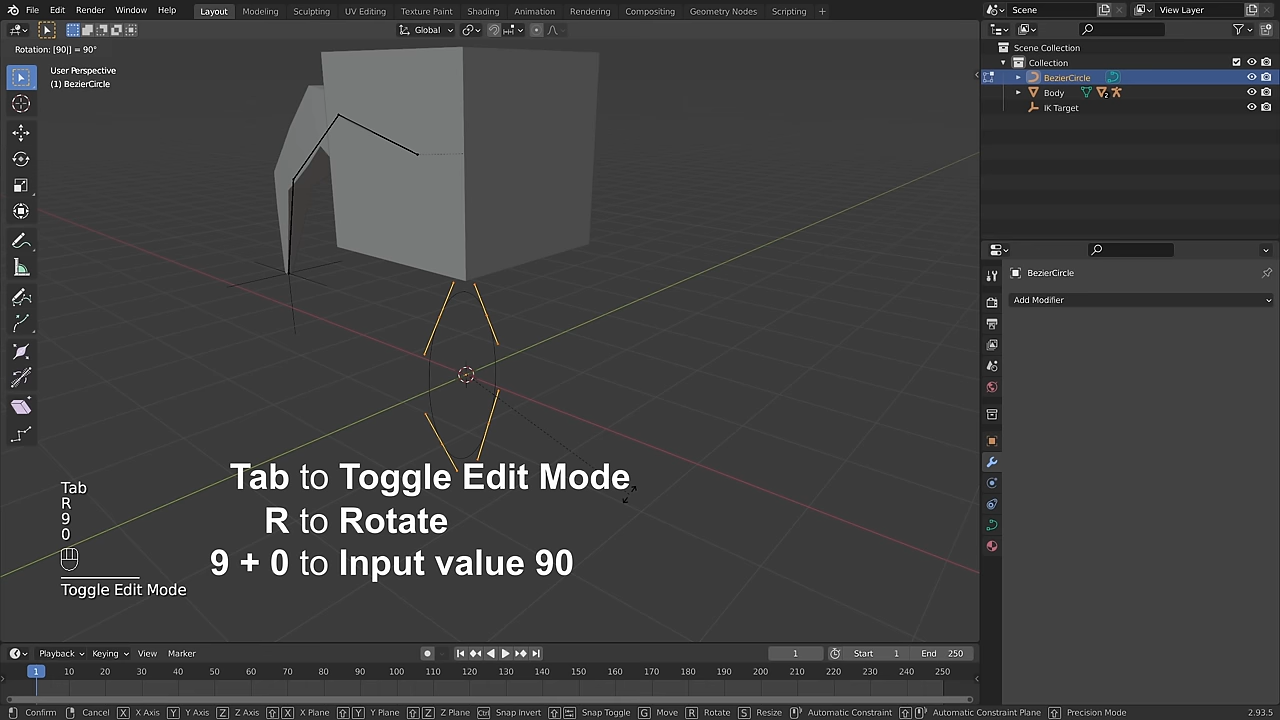 File Edit Render Window Help Layout Modeling Sculpting UV Editing Texture Paint Shading Animation Rendering Compositing Geometry Nodes Scripting + Scene View Layer
Global
Rotation: [90|] = 90°
User Perspective
(1) BezierCircle
Scene Collection
Collection
BezierCircle
Body 2
IK Target
BezierCircle
Add Modifier
Tab to Toggle Edit Mode
R to Rotate
9 + 0 to Input value 90
Tab
R
9
0
Toggle Edit Mode
Playback Keying View Marker 1 Start 1 End 250
1 10 20 30 40 50 60 70 80 90 100 110 120 130 140 150 160 170 180 190 200 210 220 230 240 250
Confirm Cancel X X Axis Y Y Axis Z Z Axis X X Plane Y Y Plane Z Z Plane Ctrl Snap Invert Snap Toggle G Move R Rotate S Resize Automatic Constraint Automatic Constraint Plane Precision Mode 2.93.5